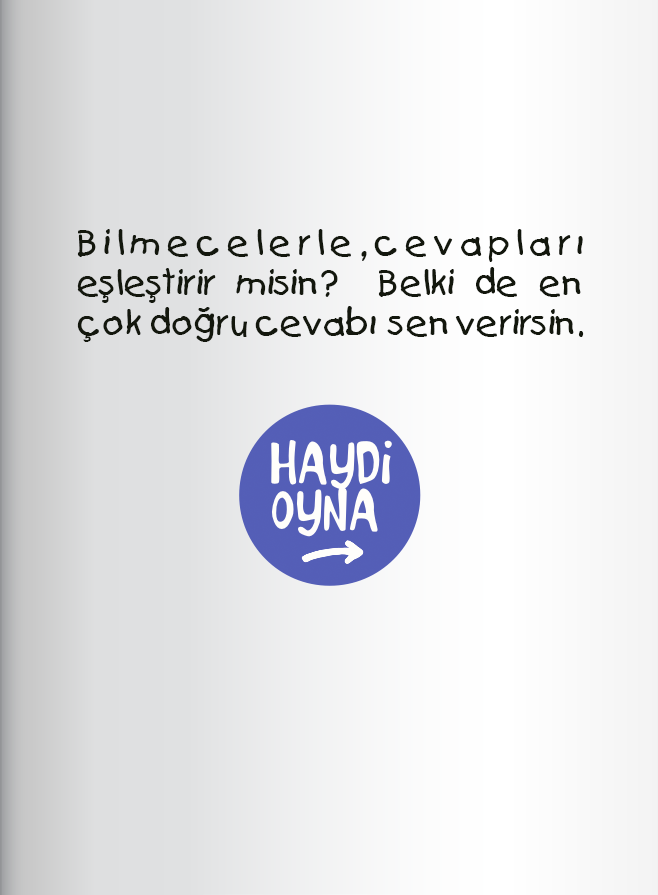 Bilmecelerle, cevapları
eşleştirir misin? Belki de en
çok doğru cevabı sen verirsin.
HAYDİ
OYNA